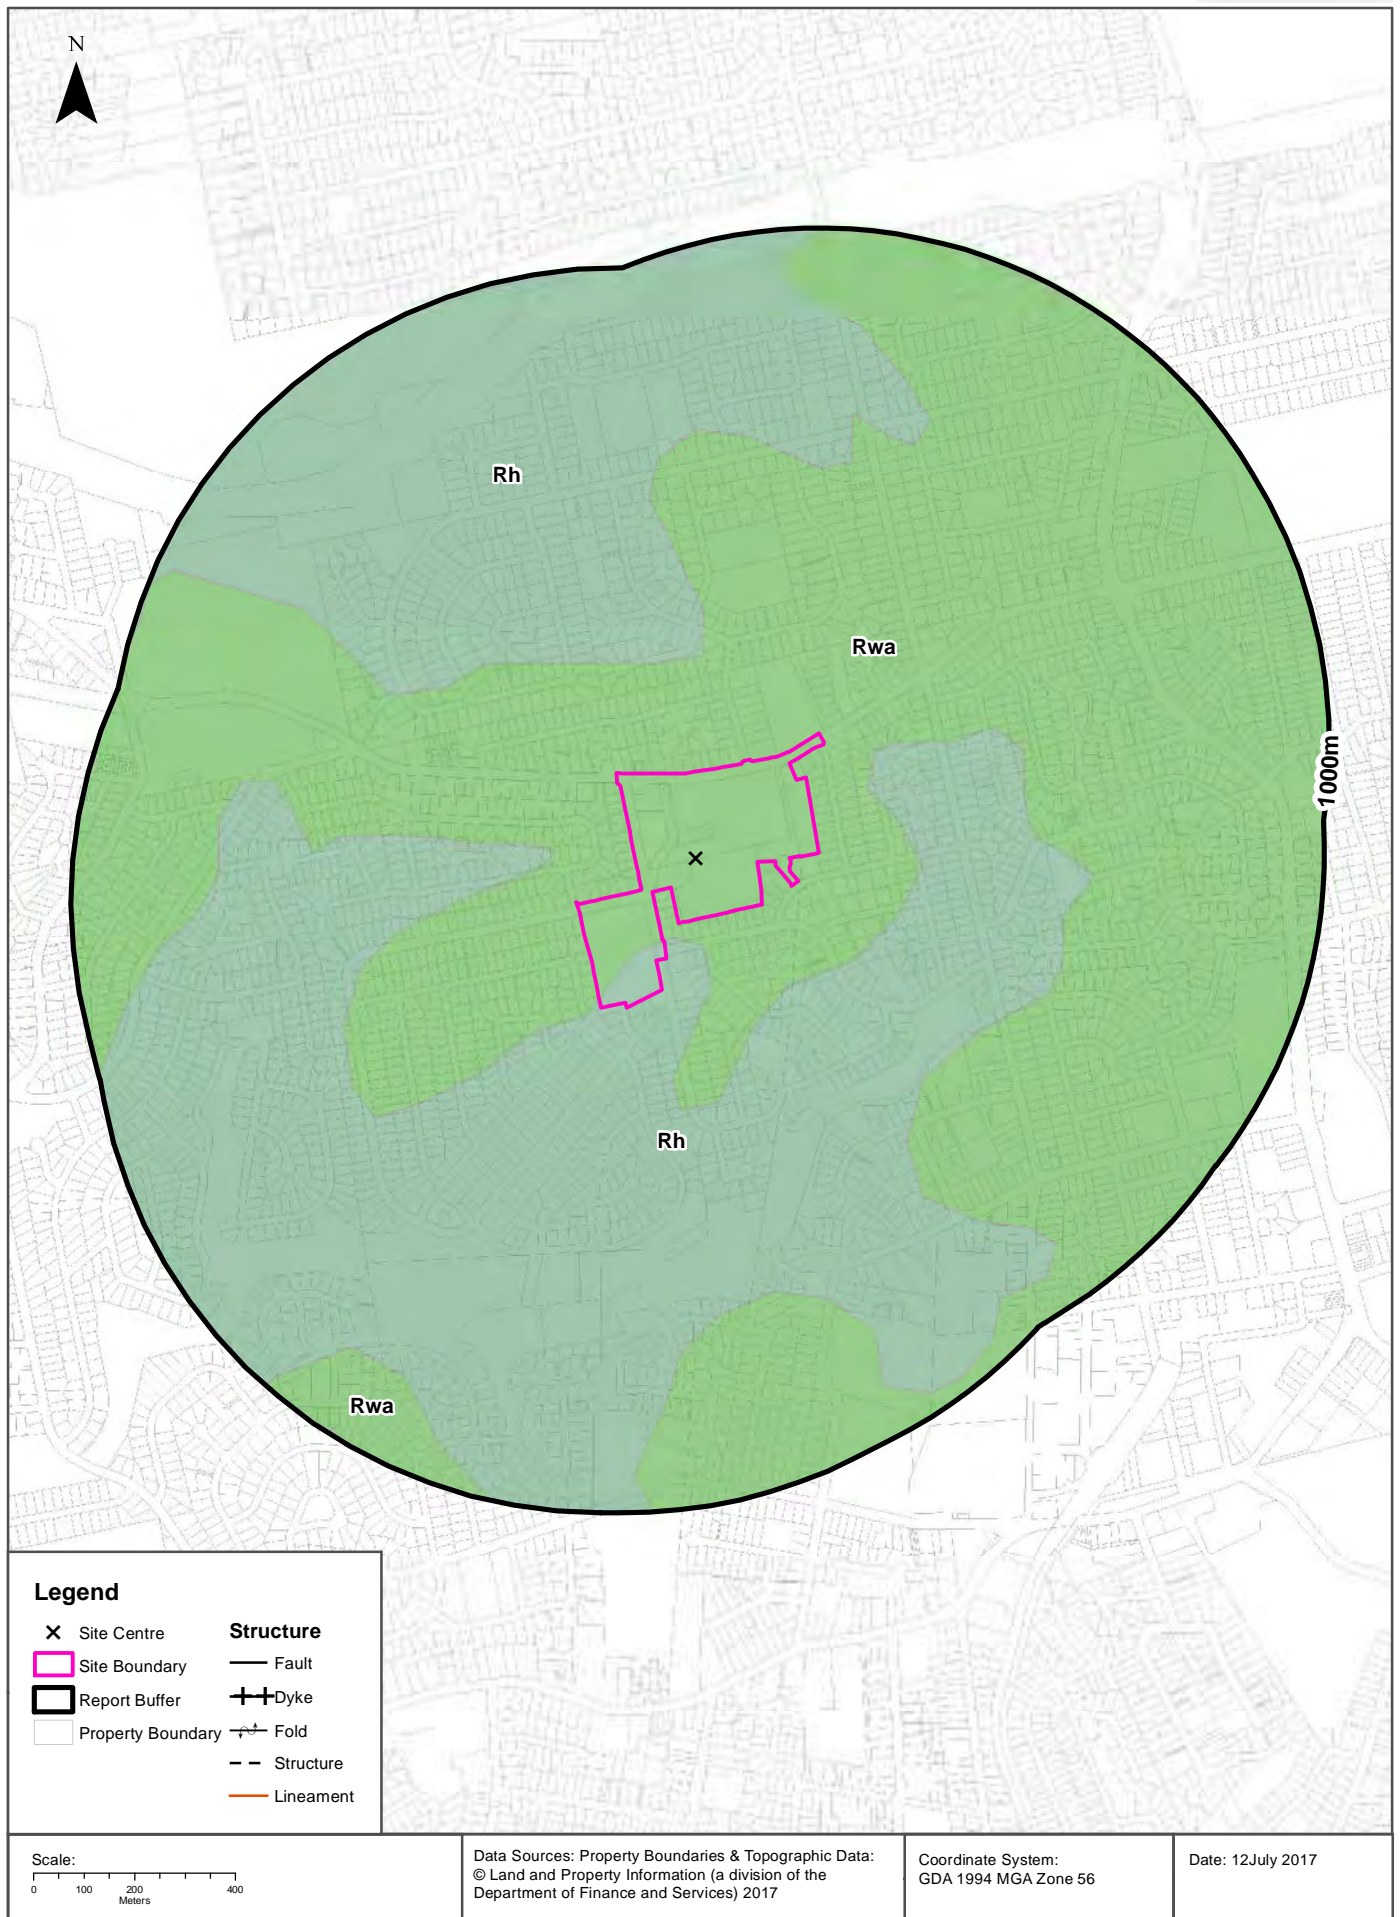 N
Rh
Rwa
1000m
Rh
Rwa
Legend
Site Centre
Site Boundary
Report Buffer
Property Boundary
Structure
Fault
Dyke
Fold
Structure
Lineament
Scale:
0 100 200 400
Meters
Data Sources: Property Boundaries & Topographic Data:
© Land and Property Information (a division of the
Department of Finance and Services) 2017
Coordinate System:
GDA 1994 MGA Zone 56
Date: 12July 2017